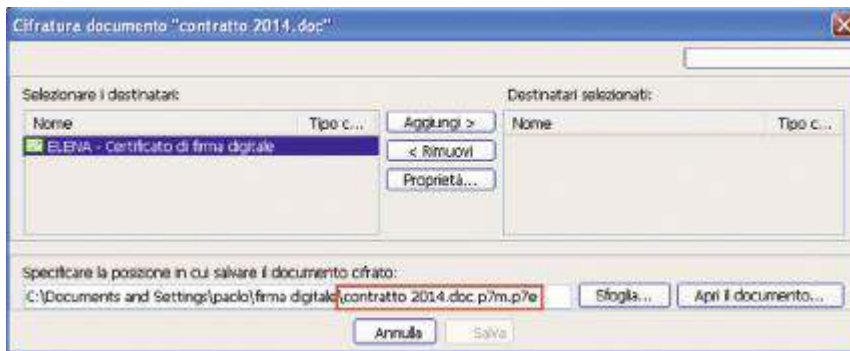 Cifratura documento "contratto 2014.doc"
Selezionare i destinatari:
Destinatari selezionati:
Nome Tipo c...
Aggiungi >
Nome Tipo c...
ELENA - Certificato di firma digitale
< Rimuovi
Proprietà...
Specificare la posizione in cui salvare il documento cifrato:
C:\Documents and Settings\paolo\firma digitale\contratto 2014.doc.p7m.p7e
Sfoglia...
Apri il documento...
Annulla
Salva